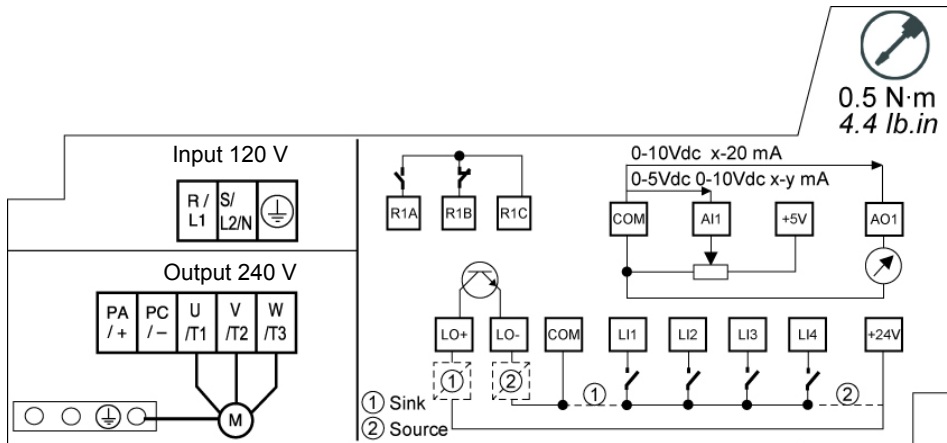 0.5 N·m
4.4 lb.in
Input 120 V
R / L1
S/ L2/N
Output 240 V
PA / +
PC / –
U /T1
V /T2
W /T3
M
R1A
R1B
R1C
0-10Vdc x-20 mA
0-5Vdc 0-10Vdc x-y mA
COM
AI1
+5V
AO1
LO+
LO-
COM
LI1
LI2
LI3
LI4
+24V
①
②
①
②
① Sink
② Source